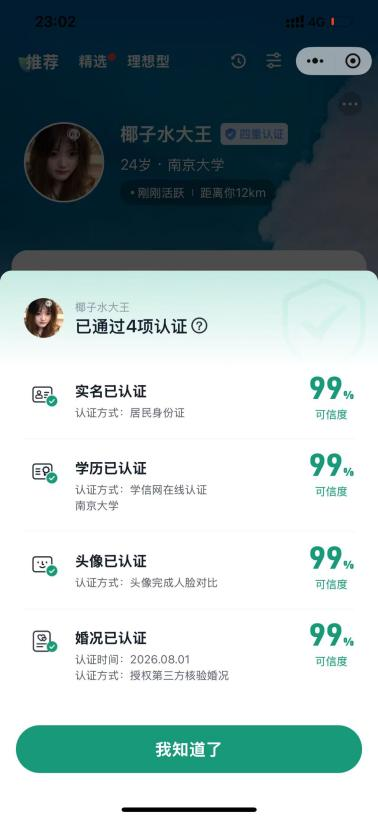 23:02
4G
推荐 精选 理想型
椰子水大王 四重认证
24岁 · 南京大学
• 刚刚活跃 | 距离你12km
椰子水大王
已通过4项认证 ?
实名已认证
认证方式：居民身份证
99%
可信度
学历已认证
认证方式：学信网在线认证
南京大学
99%
可信度
头像已认证
认证方式：头像完成人脸对比
99%
可信度
婚况已认证
认证时间：2026.08.01
认证方式：授权第三方核验婚况
99%
可信度
我知道了